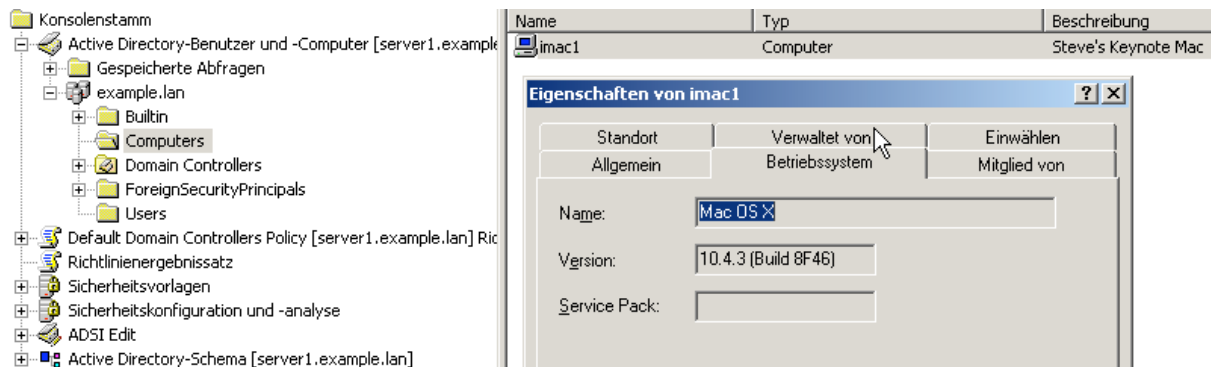 Konsolenstamm
Active Directory-Benutzer und -Computer [server1.example
Gespeicherte Abfragen
example.lan
Builtin
Computers
Domain Controllers
ForeignSecurityPrincipals
Users
Default Domain Controllers Policy [server1.example.lan] Ric
Richtlinienergebnissatz
Sicherheitsvorlagen
Sicherheitskonfiguration und -analyse
ADSI Edit
Active Directory-Schema [server1.example.lan]
Name Typ Beschreibung
imac1 Computer Steve's Keynote Mac
Eigenschaften von imac1
Standort Verwaltet von Einwählen
Allgemein Betriebssystem Mitglied von
Name: Mac OS X
Version: 10.4.3 (Build 8F46)
Service Pack: